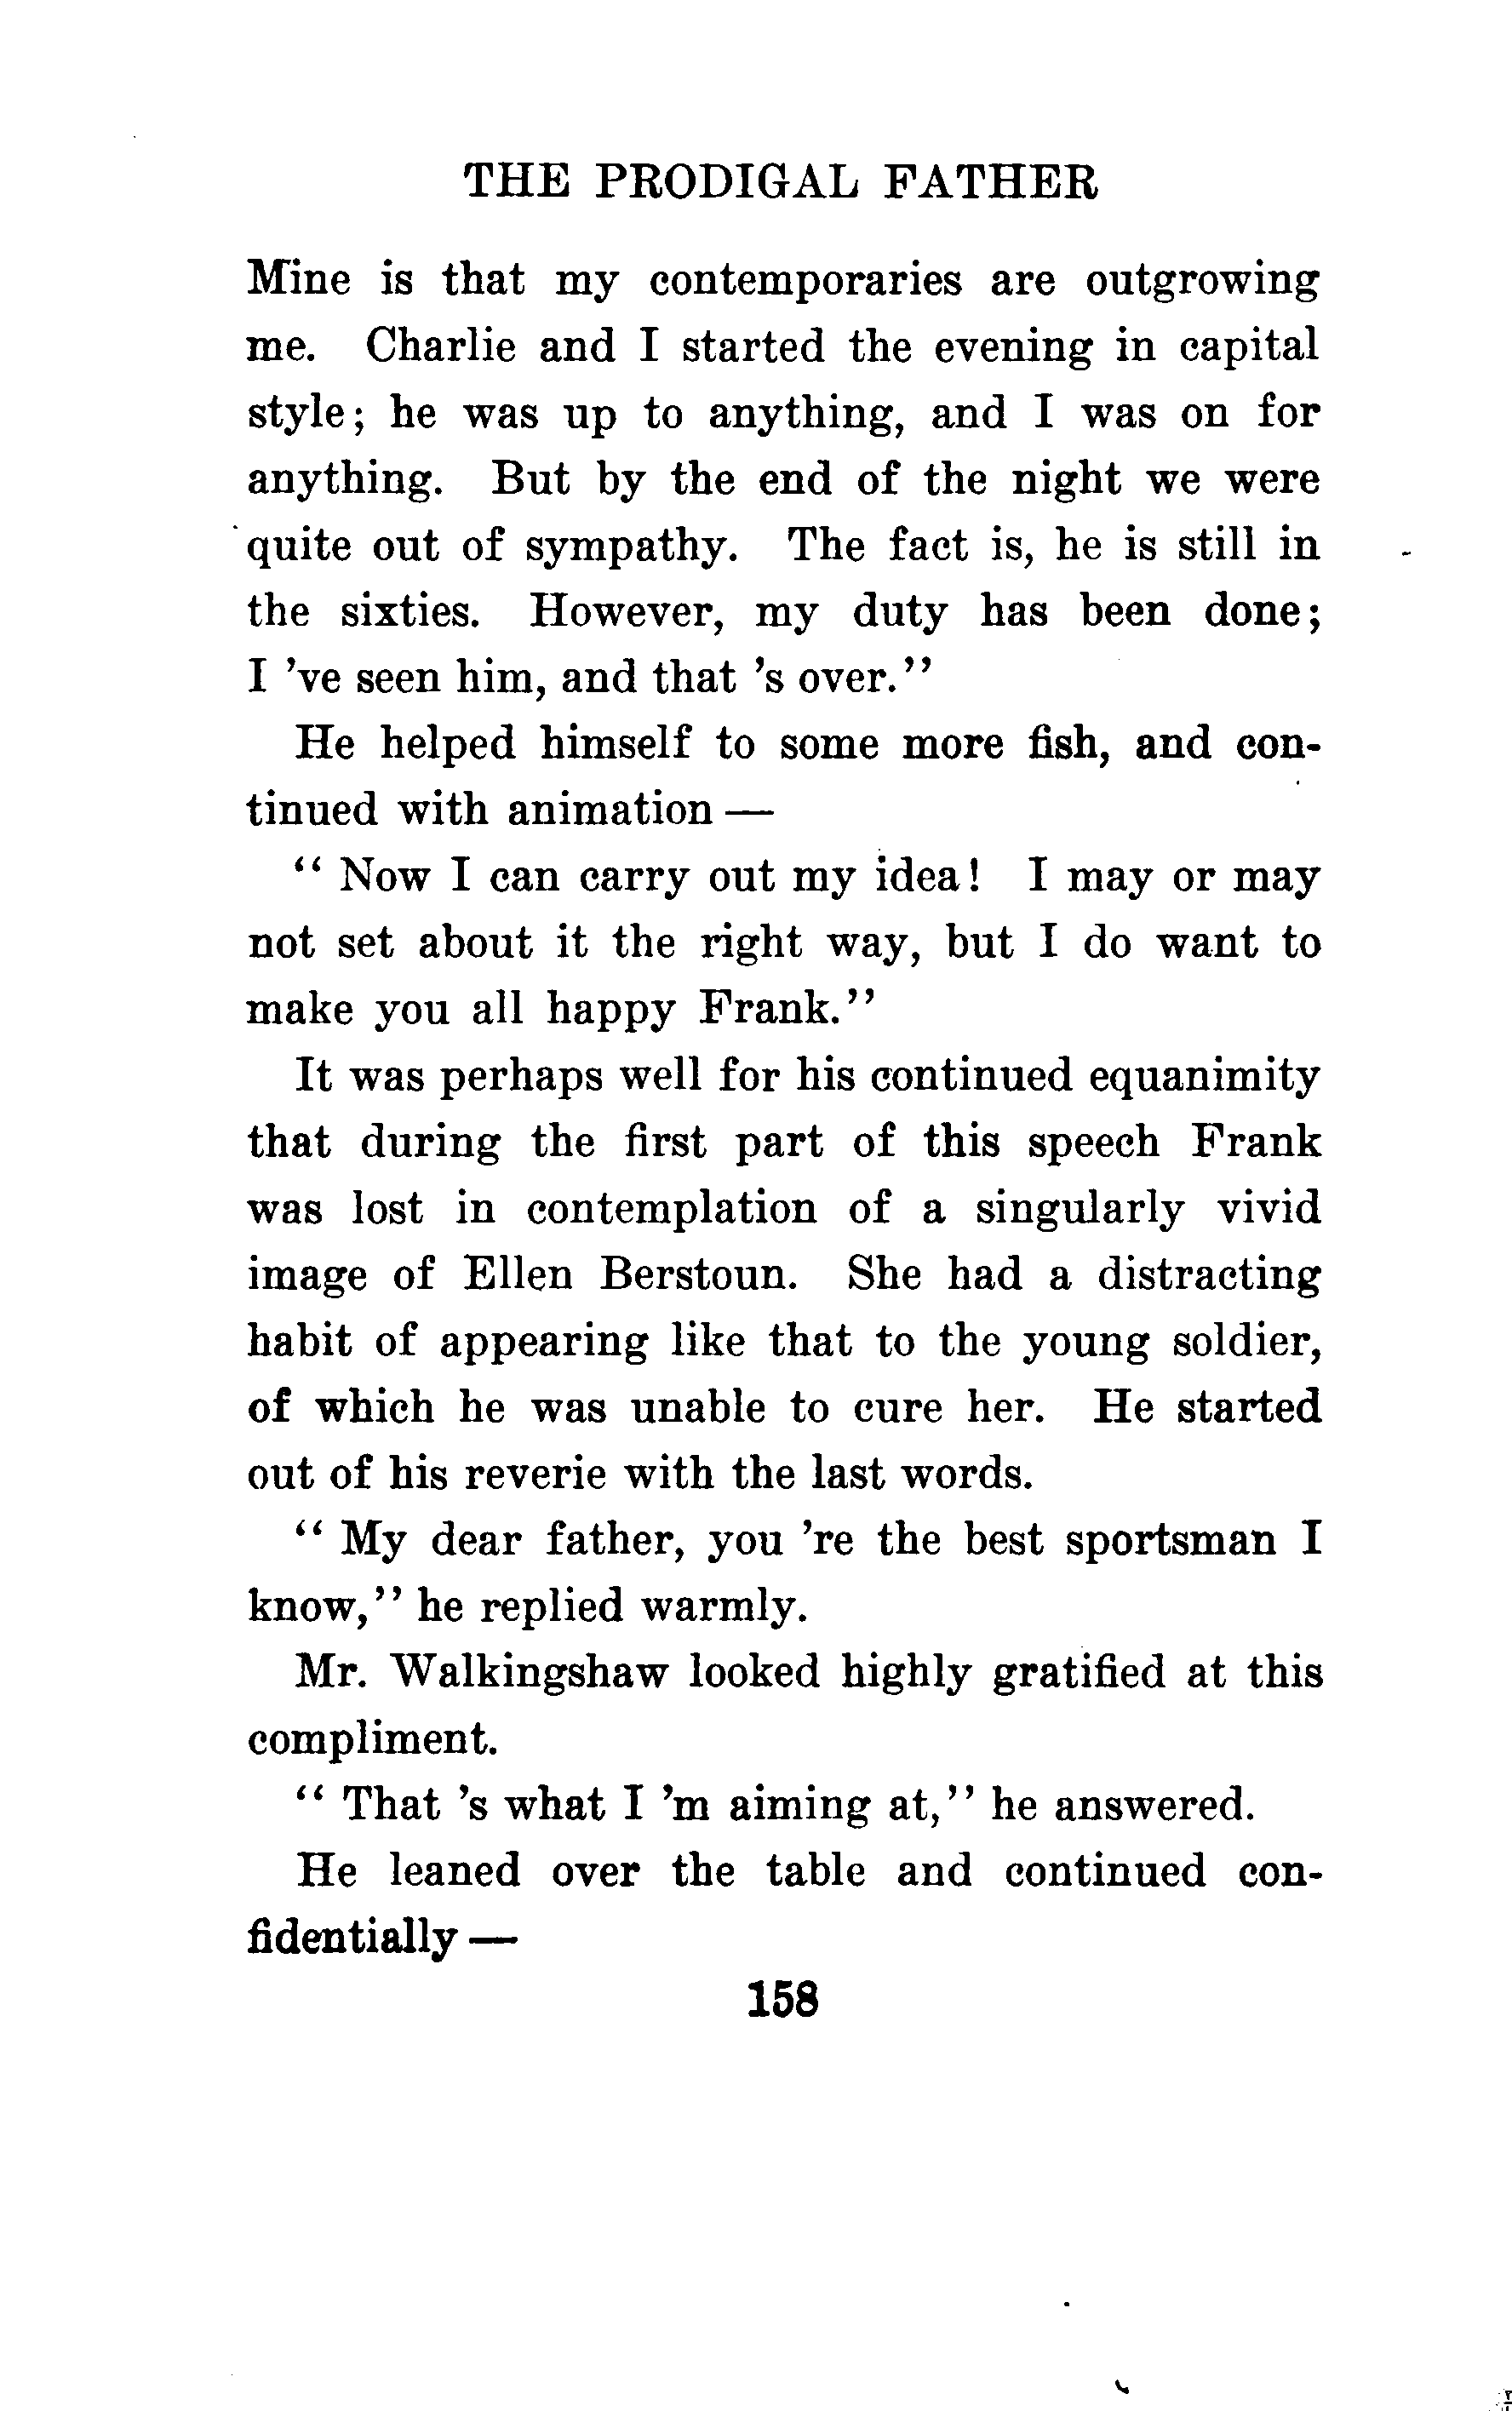 THE PRODIGAL FATHER
Mine is that my contemporaries are outgrowing
me. Charlie and I started the evening in capital
style; he was up to anything, and I was on for
anything. But by the end of the night we were
quite out of sympathy. The fact is, he is still in
the sixties. However, my duty has been done;
I 've seen him, and that 's over."
He helped himself to some more fish, and con-
tinued with animation —
" Now I can carry out my idea! I may or may
not set about it the right way, but I do want to
make you all happy Frank."
It was perhaps well for his continued equanimity
that during the first part of this speech Frank
was lost in contemplation of a singularly vivid
image of Ellen Berstoun. She had a distracting
habit of appearing like that to the young soldier,
of which he was unable to cure her. He started
out of his reverie with the last words.
" My dear father, you 're the best sportsman I
know," he replied warmly.
Mr. Walkingshaw looked highly gratified at this
compliment.
" That 's what I 'm aiming at," he answered.
He leaned over the table and continued con-
fidentially —
158